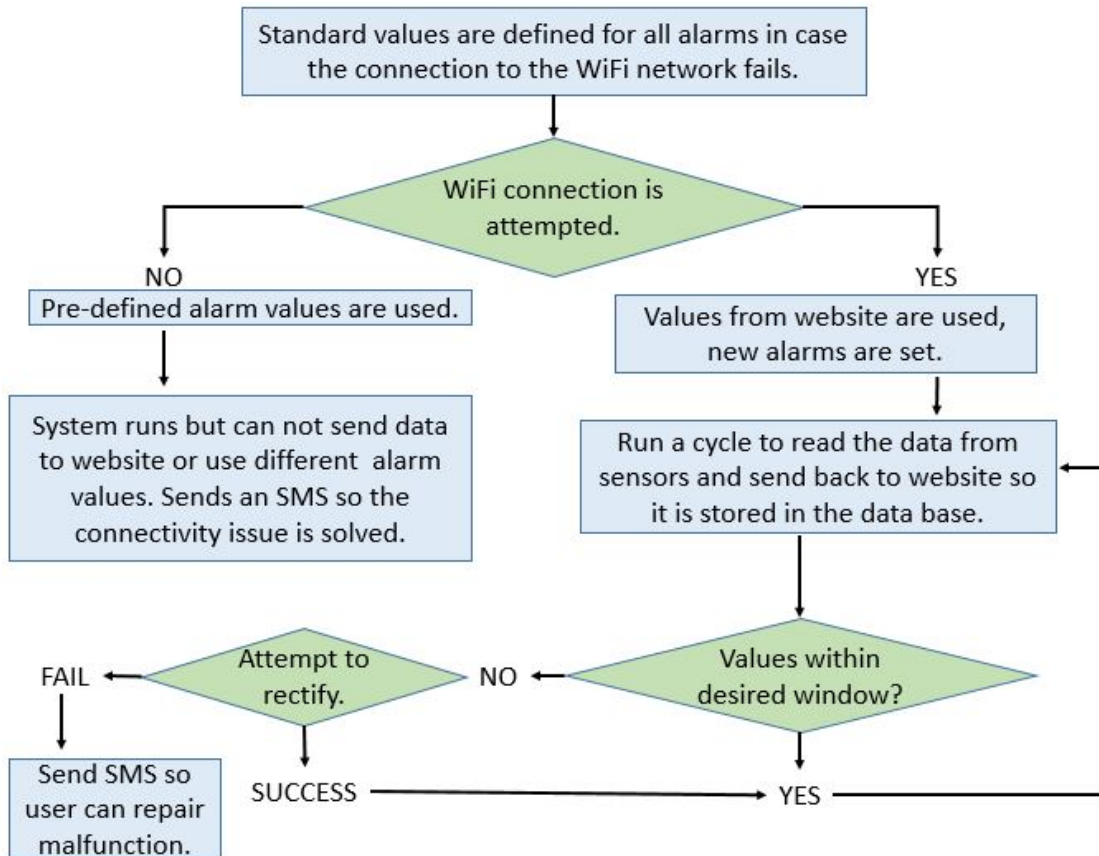 Standard values are defined for all alarms in case
the connection to the WiFi network fails.
WiFi connection is
attempted.
NO
YES
Pre-defined alarm values are used.
Values from website are used,
new alarms are set.
System runs but can not send data
to website or use different alarm
values. Sends an SMS so the
connectivity issue is solved.
Run a cycle to read the data from
sensors and send back to website so
it is stored in the data base.
Values within
desired window?
NO
Attempt to
rectify.
FAIL
Send SMS so
user can repair
malfunction.
SUCCESS
YES